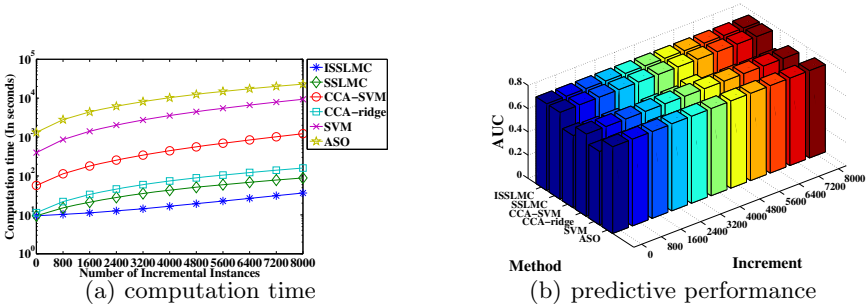 10^5
10^4
10^3
10^2
10^1
10^0
Computation time (In seconds)
0 800 1600 2400 3200 4000 4800 5600 6400 7200 8000
Number of Incremental Instances
ISSLMC
SSLMC
CCA−SVM
CCA−ridge
SVM
ASO
(a) computation time
0.8
0.6
0.4
0.2
0
AUC
ISSLMC
SSLMC
CCA−SVM
CCA−ridge
SVM
ASO
Method
0
800
1600
2400
3200
4000
4800
5600
6400
7200
8000
Increment
(b) predictive performance